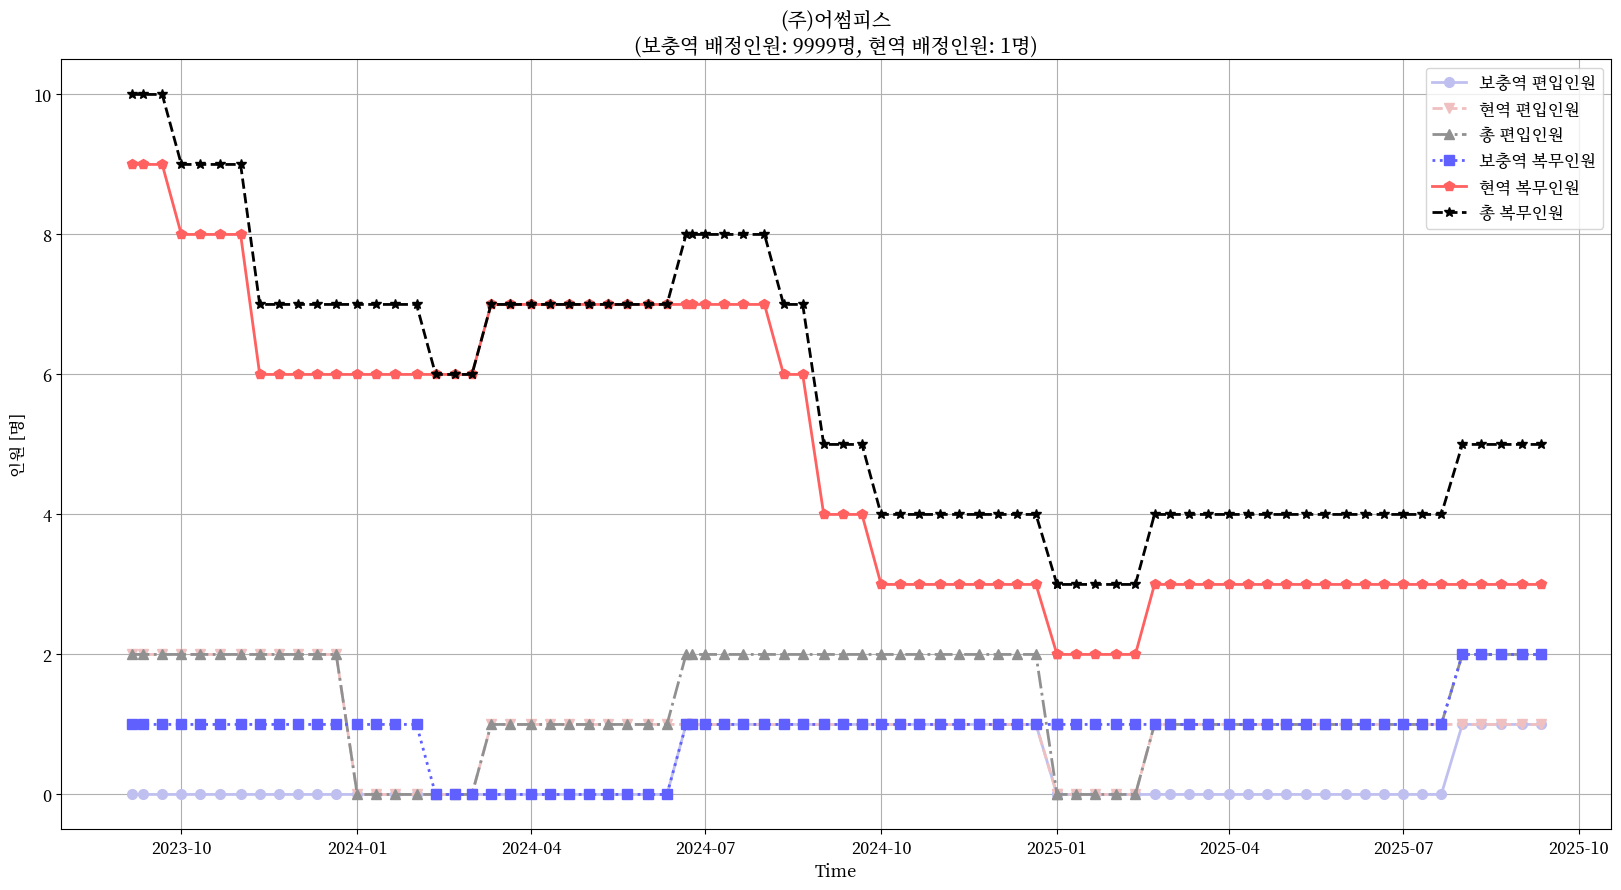 (주)어썸피스
(보충역 배정인원: 9999명, 현역 배정인원: 1명)
보충역 편입인원
현역 편입인원
총 편입인원
보충역 복무인원
현역 복무인원
총 복무인원
인원 [명]
10
8
6
4
2
0
2023-10
2024-01
2024-04
2024-07
2024-10
2025-01
2025-04
2025-07
2025-10
Time